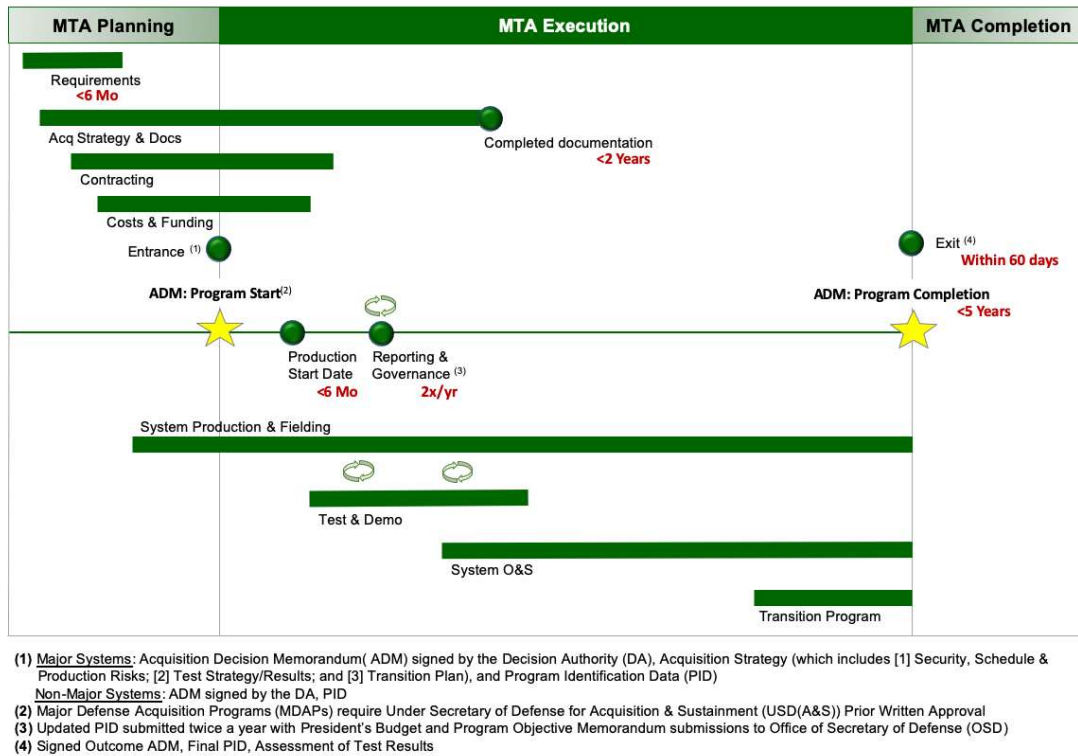 MTA Planning
MTA Execution
MTA Completion
Requirements
<6 Mo
Acq Strategy & Docs
Completed documentation
<2 Years
Contracting
Costs & Funding
Entrance (1)
Exit (4)
Within 60 days
ADM: Program Start(2)
ADM: Program Completion
<5 Years
Production
Start Date
<6 Mo
Reporting &
Governance (3)
2x/yr
System Production & Fielding
Test & Demo
System O&S
Transition Program
(1) Major Systems: Acquisition Decision Memorandum( ADM) signed by the Decision Authority (DA), Acquisition Strategy (which includes [1] Security, Schedule &
Production Risks; [2] Test Strategy/Results; and [3] Transition Plan), and Program Identification Data (PID)
Non-Major Systems: ADM signed by the DA, PID
(2) Major Defense Acquisition Programs (MDAPs) require Under Secretary of Defense for Acquisition & Sustainment (USD(A&S)) Prior Written Approval
(3) Updated PID submitted twice a year with President's Budget and Program Objective Memorandum submissions to Office of Secretary of Defense (OSD)
(4) Signed Outcome ADM, Final PID, Assessment of Test Results